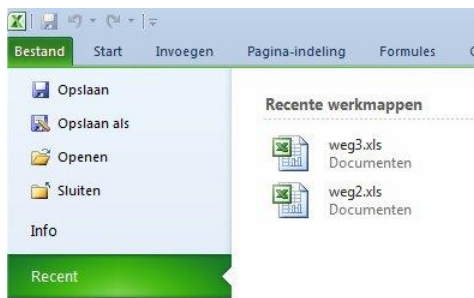 Bestand Start Invoegen Pagina-indeling Formules
Opslaan
Opslaan als
Openen
Sluiten
Info
Recent
Recente werkmappen
weg3.xls
Documenten
weg2.xls
Documenten